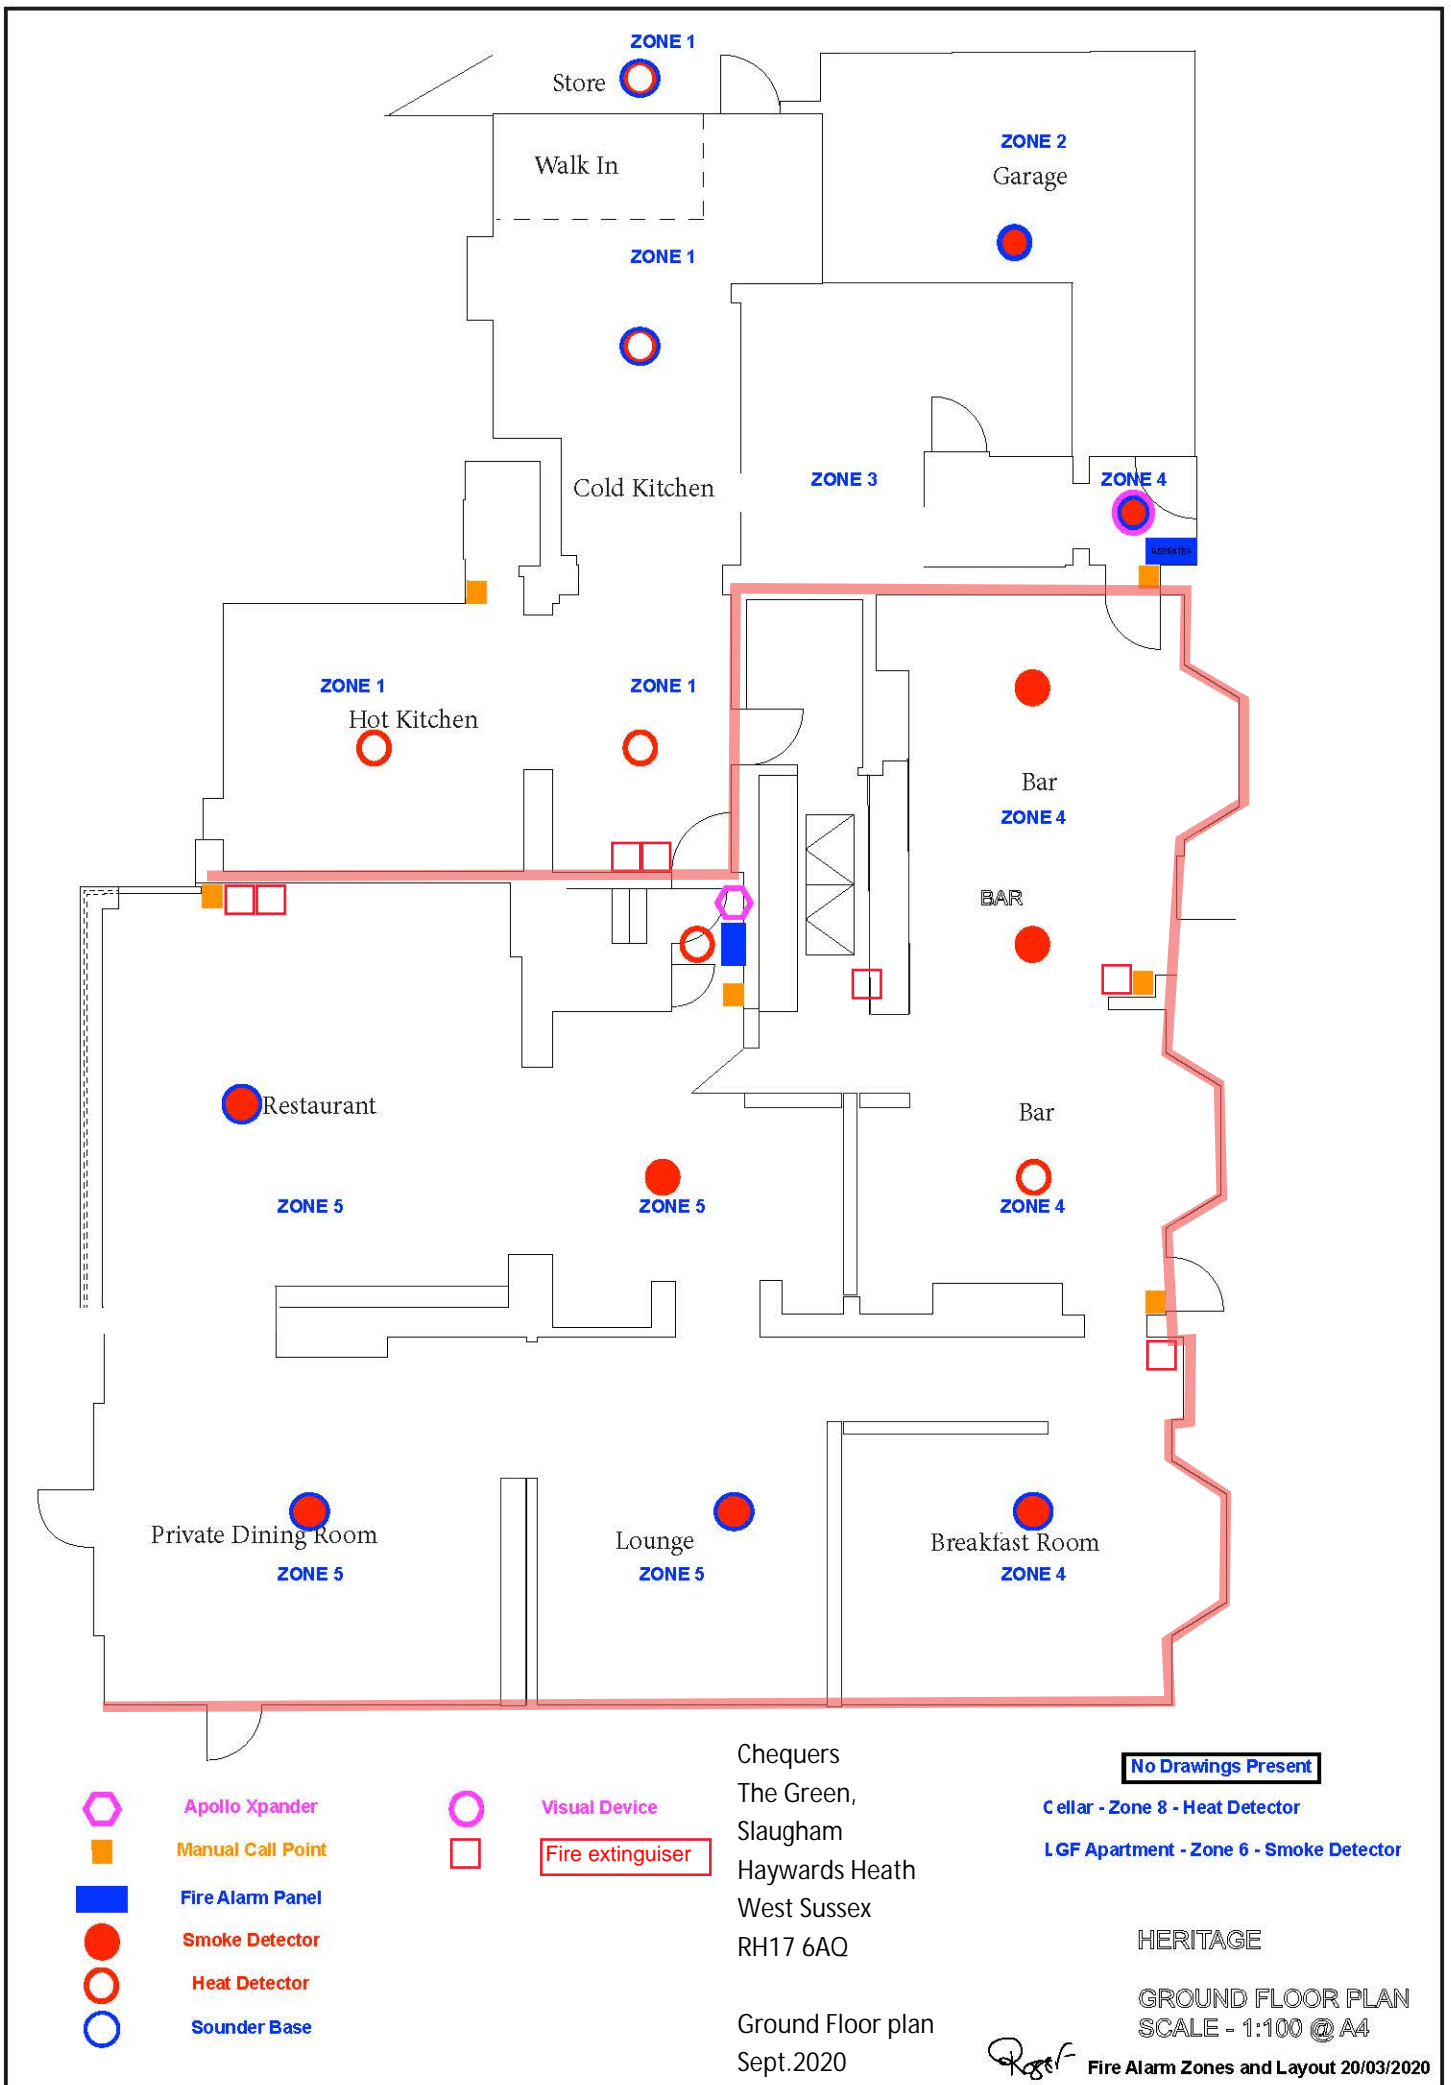 ZONE 1
Store
ZONE 2
Walk In
Garage
ZONE 1
ZONE 3
ZONE 4
Cold Kitchen
REPEATER
ZONE 1
ZONE 1
Hot Kitchen
Bar
ZONE 4
BAR
Restaurant
Bar
ZONE 5
ZONE 5
ZONE 4
Private Dining Room
Lounge
Breakfast Room
ZONE 5
ZONE 5
ZONE 4
Apollo Xpander
Manual Call Point
Fire Alarm Panel
Smoke Detector
Heat Detector
Sounder Base
Visual Device
Fire extinguiser
Chequers
The Green,
Slaugham
Haywards Heath
West Sussex
RH17 6AQ
Ground Floor plan
Sept.2020
No Drawings Present
Cellar - Zone 8 - Heat Detector
LGF Apartment - Zone 6 - Smoke Detector
HERITAGE
GROUND FLOOR PLAN
SCALE - 1:100 @ A4
Fire Alarm Zones and Layout 20/03/2020